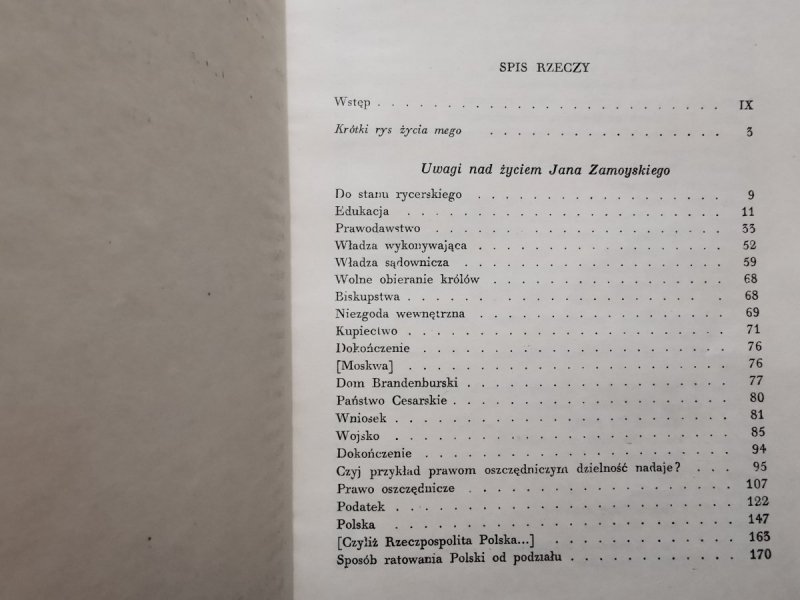 SPIS RZECZY
Wstęp . . . . . . . . . . . . . . . . . . . . IX
Krótki rys życia mego . . . . . . . . . . . . . 3
Uwagi nad życiem Jana Zamoyskiego
Do stanu rycerskiego . . . . . . . . . . . . . . 9
Edukacja . . . . . . . . . . . . . . . . . . 11
Prawodawstwo . . . . . . . . . . . . . . . . 33
Władza wykonywająca . . . . . . . . . . . . . . 52
Władza sądownicza . . . . . . . . . . . . . . . 59
Wolne obieranie królów . . . . . . . . . . . . . 68
Biskupstwa . . . . . . . . . . . . . . . . . 68
Niezgoda wewnętrzna . . . . . . . . . . . . . . 69
Kupiectwo . . . . . . . . . . . . . . . . . 71
Dokończenie . . . . . . . . . . . . . . . . . 76
[Moskwa] . . . . . . . . . . . . . . . . . . 76
Dom Brandenburski . . . . . . . . . . . . . . . 77
Państwo Cesarskie . . . . . . . . . . . . . . . 80
Wniosek . . . . . . . . . . . . . . . . . . 81
Wojsko . . . . . . . . . . . . . . . . . . 85
Dokończenie . . . . . . . . . . . . . . . . . 94
Czyj przykład prawom oszczędniczym dzielność nadaje? . . . 95
Prawo oszczędnicze . . . . . . . . . . . . . . 107
Podatek . . . . . . . . . . . . . . . . . . 122
Polska . . . . . . . . . . . . . . . . . . 147
[Czyliż Rzeczpospolita Polska...] . . . . . . . . . . 163
Sposób ratowania Polski od podziału . . . . . . . . . 170